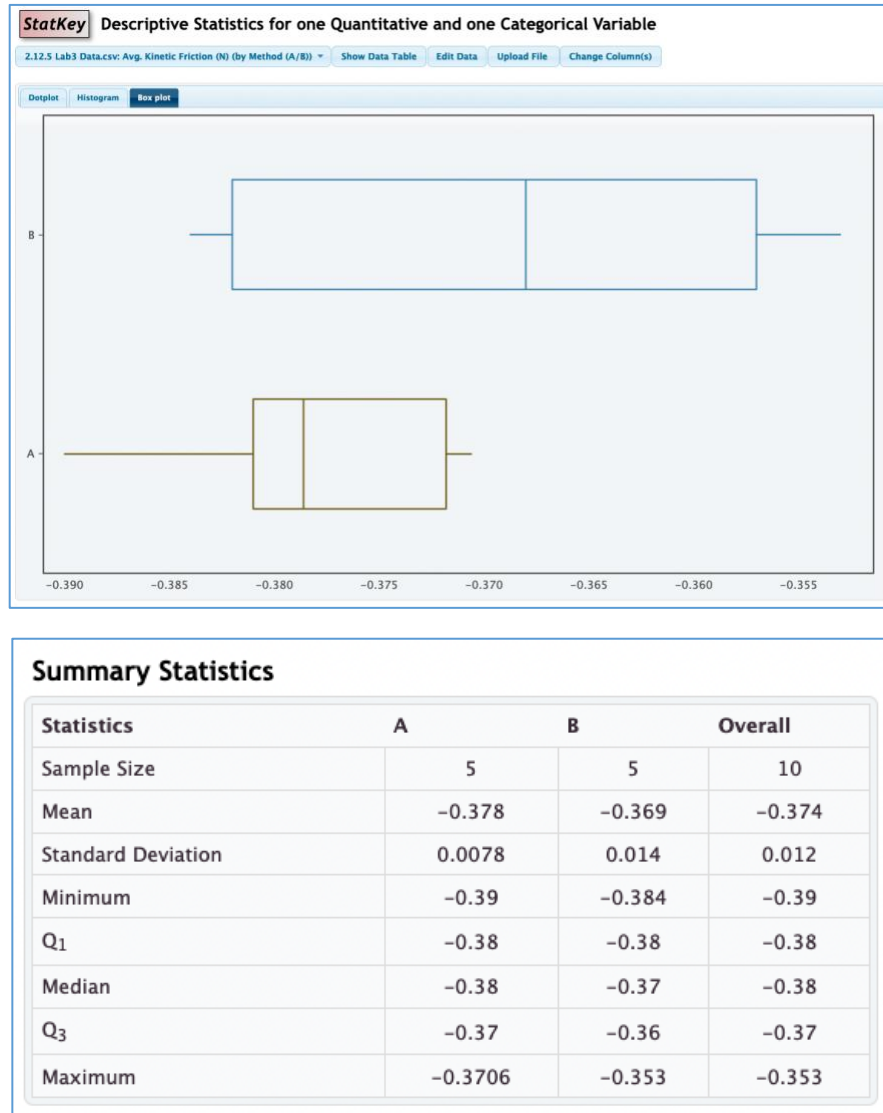 StatKey Descriptive Statistics for one Quantitative and one Categorical Variable
2.12.5 Lab3 Data.csv: Avg. Kinetic Friction (N) (by Method (A/B)) Show Data Table Edit Data Upload File Change Column(s)
Dotplot Histogram Box plot
B
A
-0.390 -0.385 -0.380 -0.375 -0.370 -0.365 -0.360 -0.355
Summary Statistics
Statistics A B Overall
Sample Size 5 5 10
Mean -0.378 -0.369 -0.374
Standard Deviation 0.0078 0.014 0.012
Minimum -0.39 -0.384 -0.39
Q1 -0.38 -0.38 -0.38
Median -0.38 -0.37 -0.38
Q3 -0.37 -0.36 -0.37
Maximum -0.3706 -0.353 -0.353